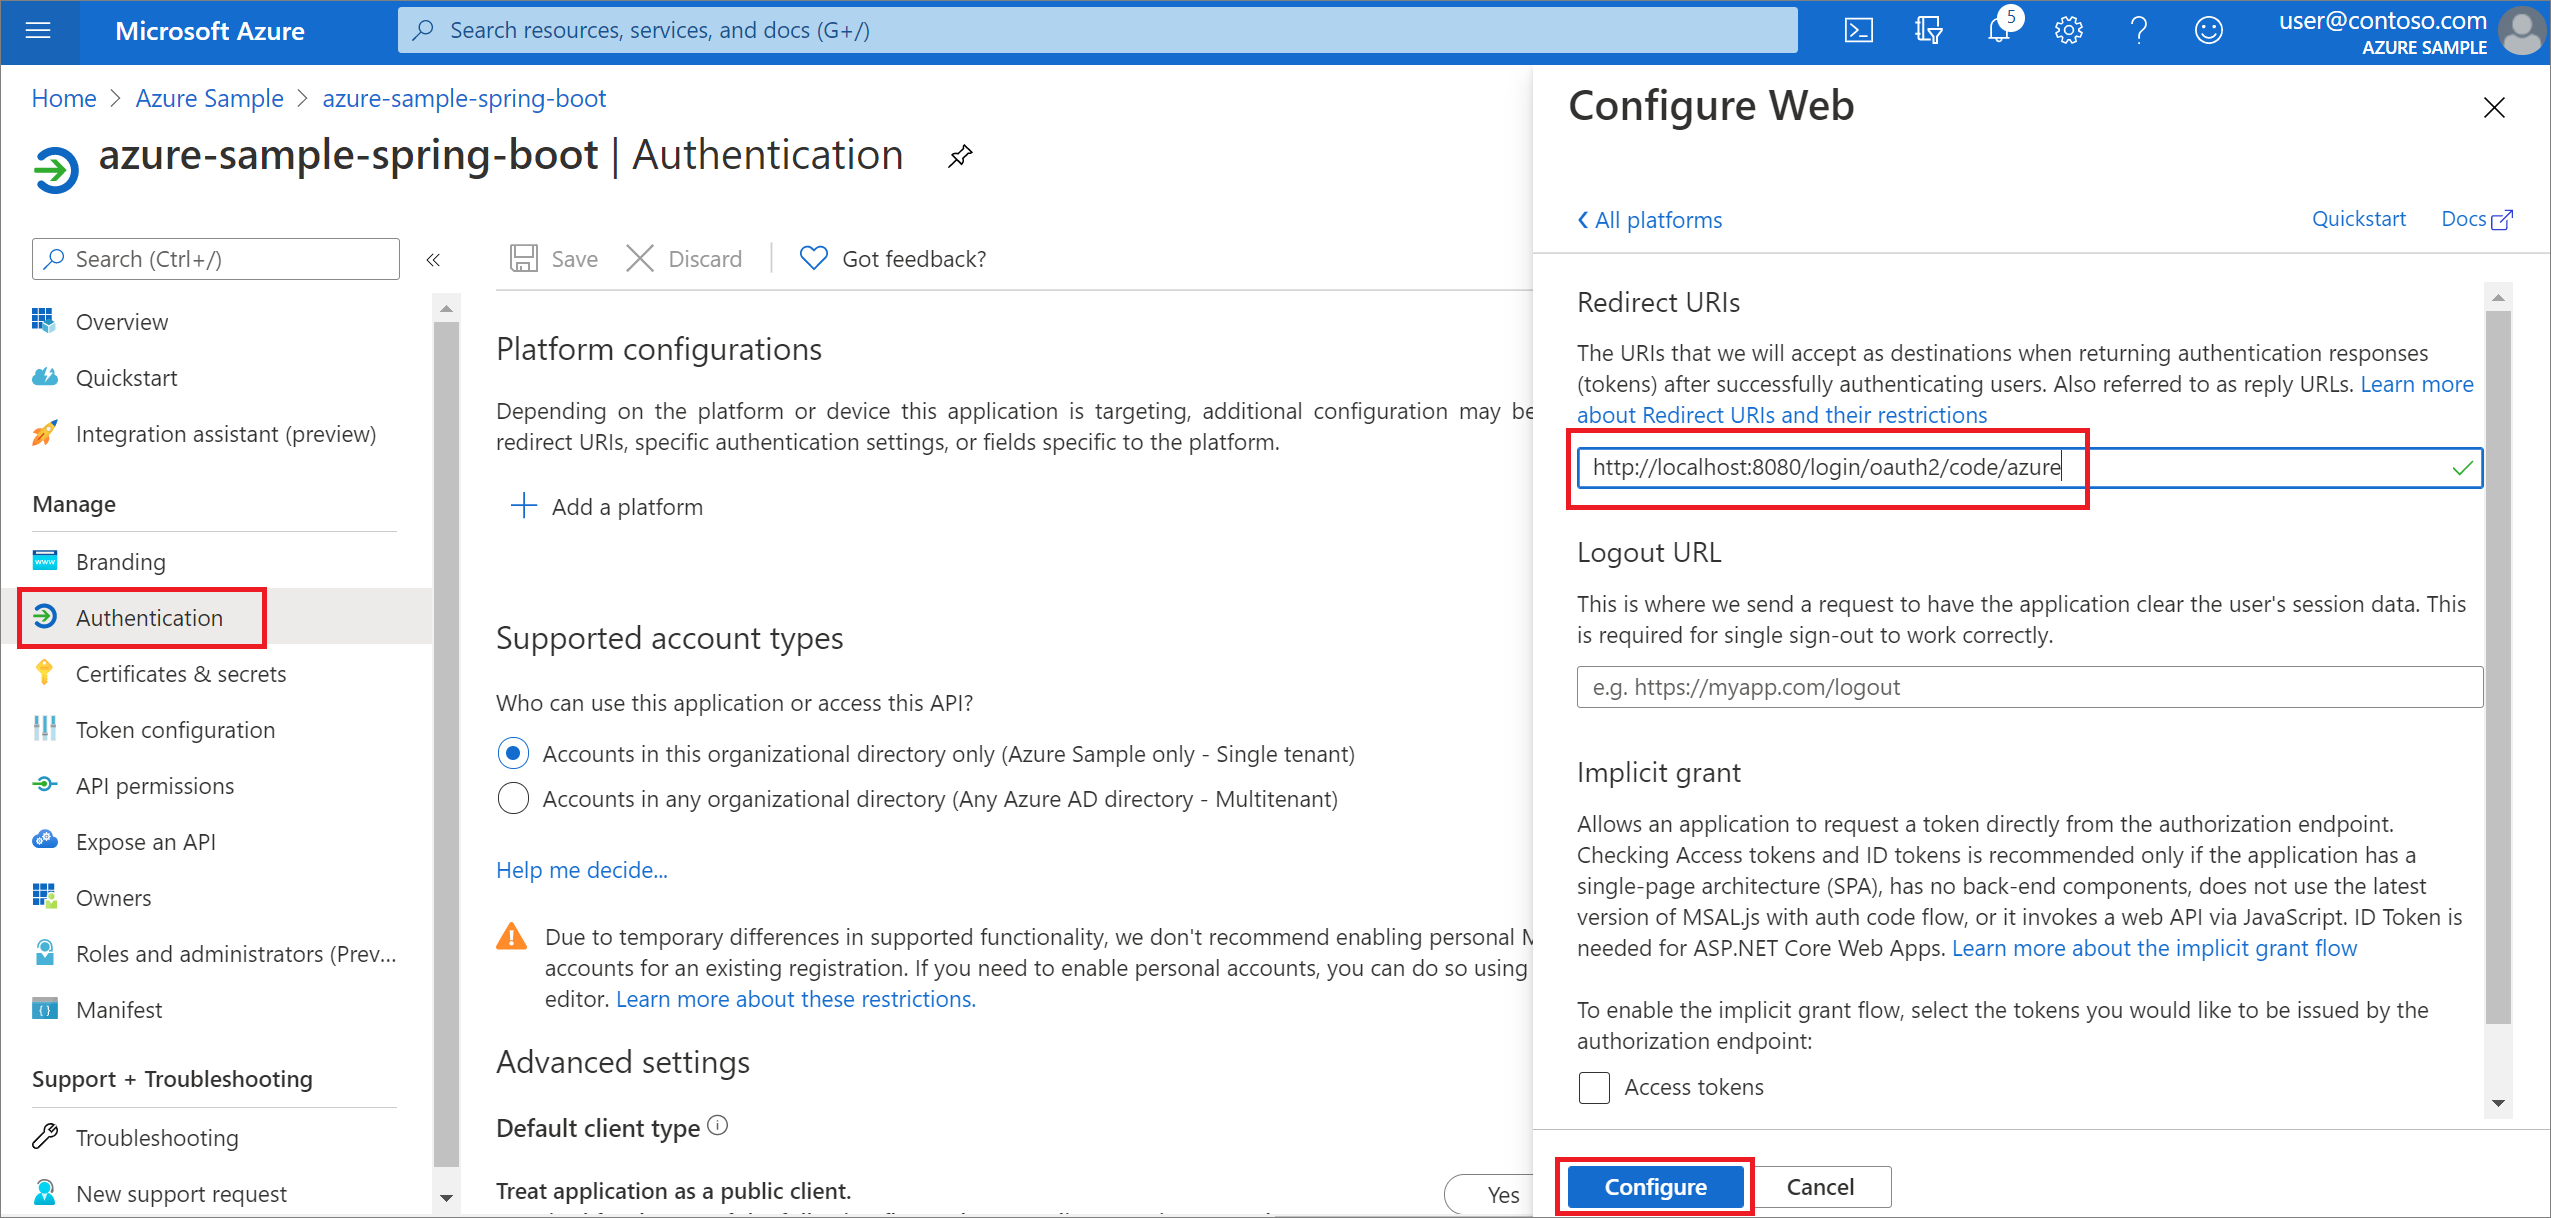 Microsoft Azure
Search resources, services, and docs (G+/)
5
user@contoso.com
AZURE SAMPLE
Home > Azure Sample > azure-sample-spring-boot
azure-sample-spring-boot | Authentication
Search (Ctrl+/)
«
Overview
Quickstart
Integration assistant (preview)
Manage
www
Branding
Authentication
Certificates & secrets
Token configuration
API permissions
Expose an API
Owners
Roles and administrators (Prev...
Manifest
Support + Troubleshooting
Troubleshooting
New support request
Save
Discard
Got feedback?
Platform configurations
Depending on the platform or device this application is targeting, additional configuration may be
redirect URIs, specific authentication settings, or fields specific to the platform.
Add a platform
Supported account types
Who can use this application or access this API?
Accounts in this organizational directory only (Azure Sample only - Single tenant)
Accounts in any organizational directory (Any Azure AD directory - Multitenant)
Help me decide...
Due to temporary differences in supported functionality, we don't recommend enabling personal M
accounts for an existing registration. If you need to enable personal accounts, you can do so using
editor. Learn more about these restrictions.
Advanced settings
Default client type
Treat application as a public client.
Yes
Configure Web
All platforms
Quickstart
Docs
Redirect URIs
The URIs that we will accept as destinations when returning authentication responses
(tokens) after successfully authenticating users. Also referred to as reply URLs. Learn more
about Redirect URIs and their restrictions
http://localhost:8080/login/oauth2/code/azure
Logout URL
This is where we send a request to have the application clear the user's session data. This
is required for single sign-out to work correctly.
e.g. https://myapp.com/logout
Implicit grant
Allows an application to request a token directly from the authorization endpoint.
Checking Access tokens and ID tokens is recommended only if the application has a
single-page architecture (SPA), has no back-end components, does not use the latest
version of MSAL.js with auth code flow, or it invokes a web API via JavaScript. ID Token is
needed for ASP.NET Core Web Apps. Learn more about the implicit grant flow
To enable the implicit grant flow, select the tokens you would like to be issued by the
authorization endpoint:
Access tokens
Configure
Cancel